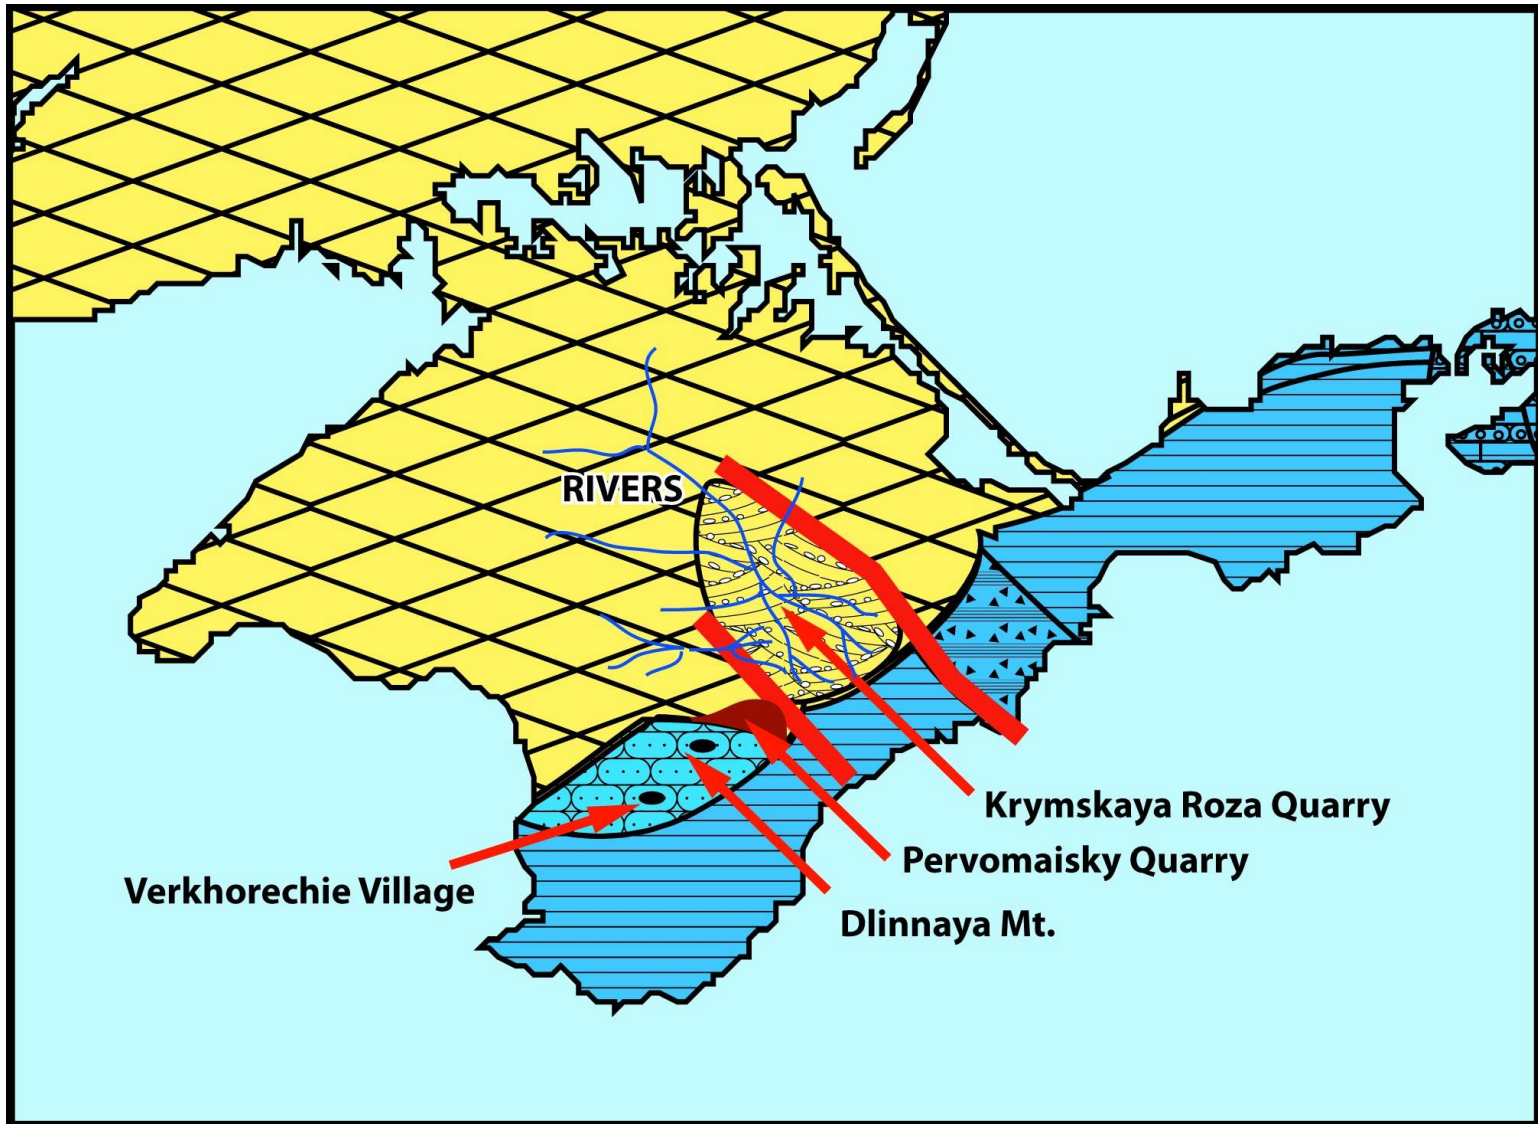 RIVERS
Krymskaya Roza Quarry
Pervomaisky Quarry
Verkhorechie Village
Dlinnaya Mt.